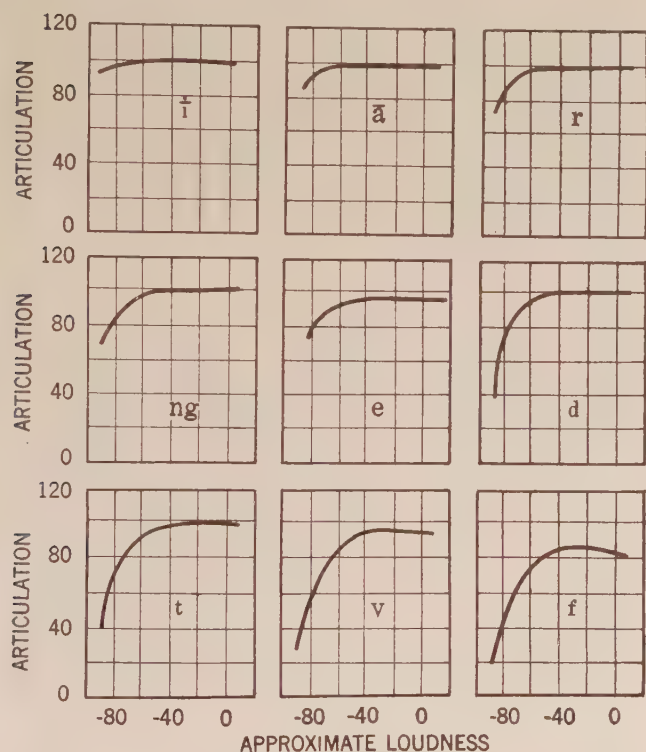 120
80
40
0
ARTICULATION
ī
ā
r
120
80
40
0
ARTICULATION
ng
e
d
120
80
40
0
ARTICULATION
t
v
f
-80 -40 0
-80 -40 0
-80 -40 0
APPROXIMATE LOUDNESS